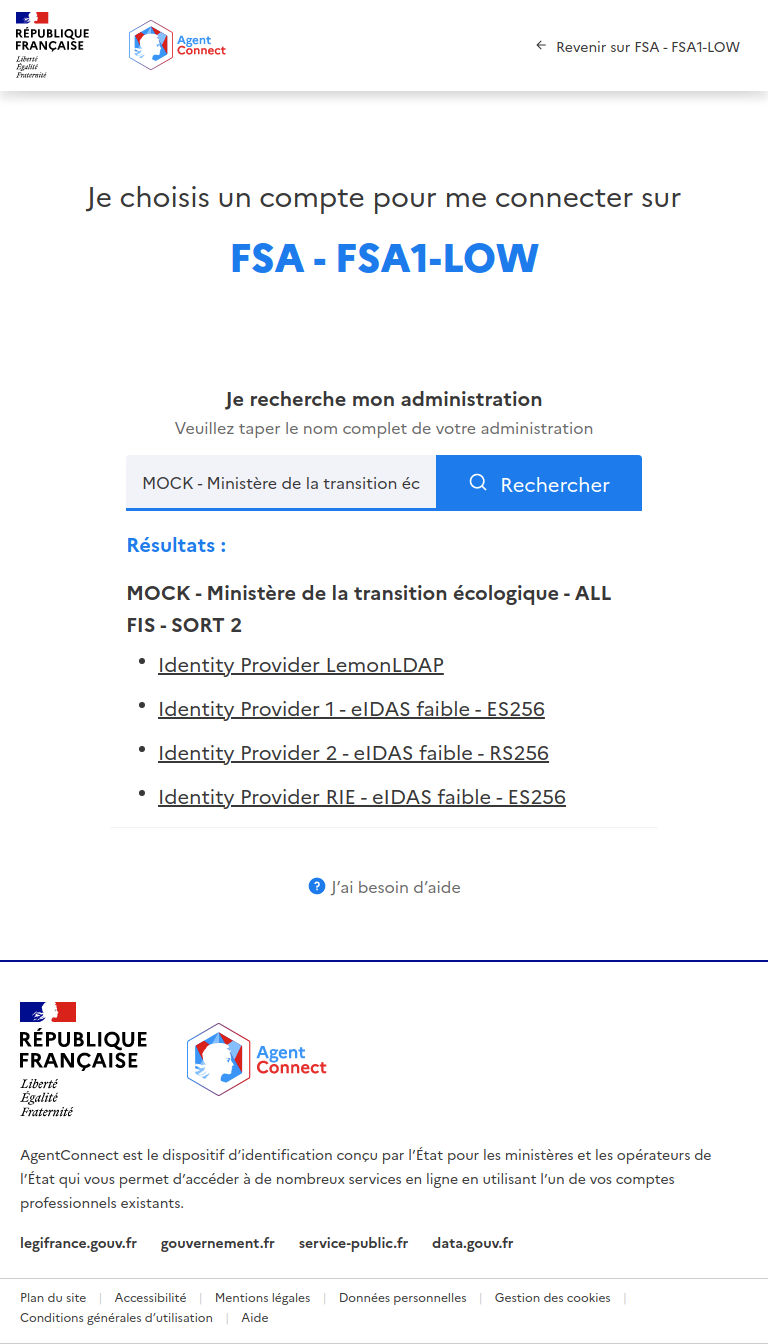 RÉPUBLIQUE
FRANÇAISE
Liberté
Égalité
Fraternité
Agent
Connect
Revenir sur FSA - FSA1-LOW
Je choisis un compte pour me connecter sur
FSA - FSA1-LOW
Je recherche mon administration
Veuillez taper le nom complet de votre administration
MOCK - Ministère de la transition éc
Rechercher
Résultats :
MOCK - Ministère de la transition écologique - ALL
FIS - SORT 2
Identity Provider LemonLDAP
Identity Provider 1 - eIDAS faible - ES256
Identity Provider 2 - eIDAS faible - RS256
Identity Provider RIE - eIDAS faible - ES256
J’ai besoin d’aide
RÉPUBLIQUE
FRANÇAISE
Liberté
Égalité
Fraternité
Agent
Connect
AgentConnect est le dispositif d’identification conçu par l’État pour les ministères et les opérateurs de
l’État qui vous permet d’accéder à de nombreux services en ligne en utilisant l’un de vos comptes
professionnels existants.
legifrance.gouv.fr gouvernement.fr service-public.fr data.gouv.fr
Plan du site | Accessibilité | Mentions légales | Données personnelles | Gestion des cookies |
Conditions générales d’utilisation | Aide